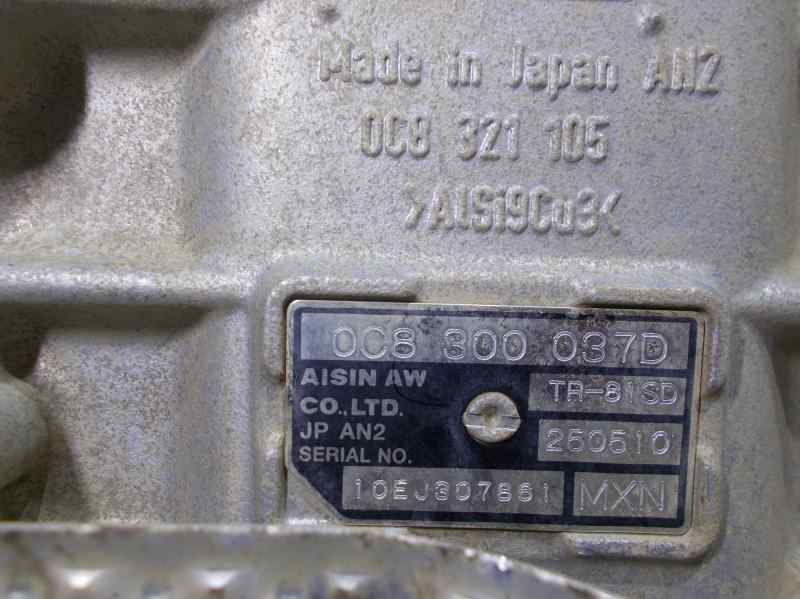 Made in Japan AN2
0C8 321 105
>AlSi9Cu3<
0C8 300 037D
AISIN AW
CO.,LTD.
TR-81SD
JP AN2
250510
SERIAL NO.
10EJ307861
MXN